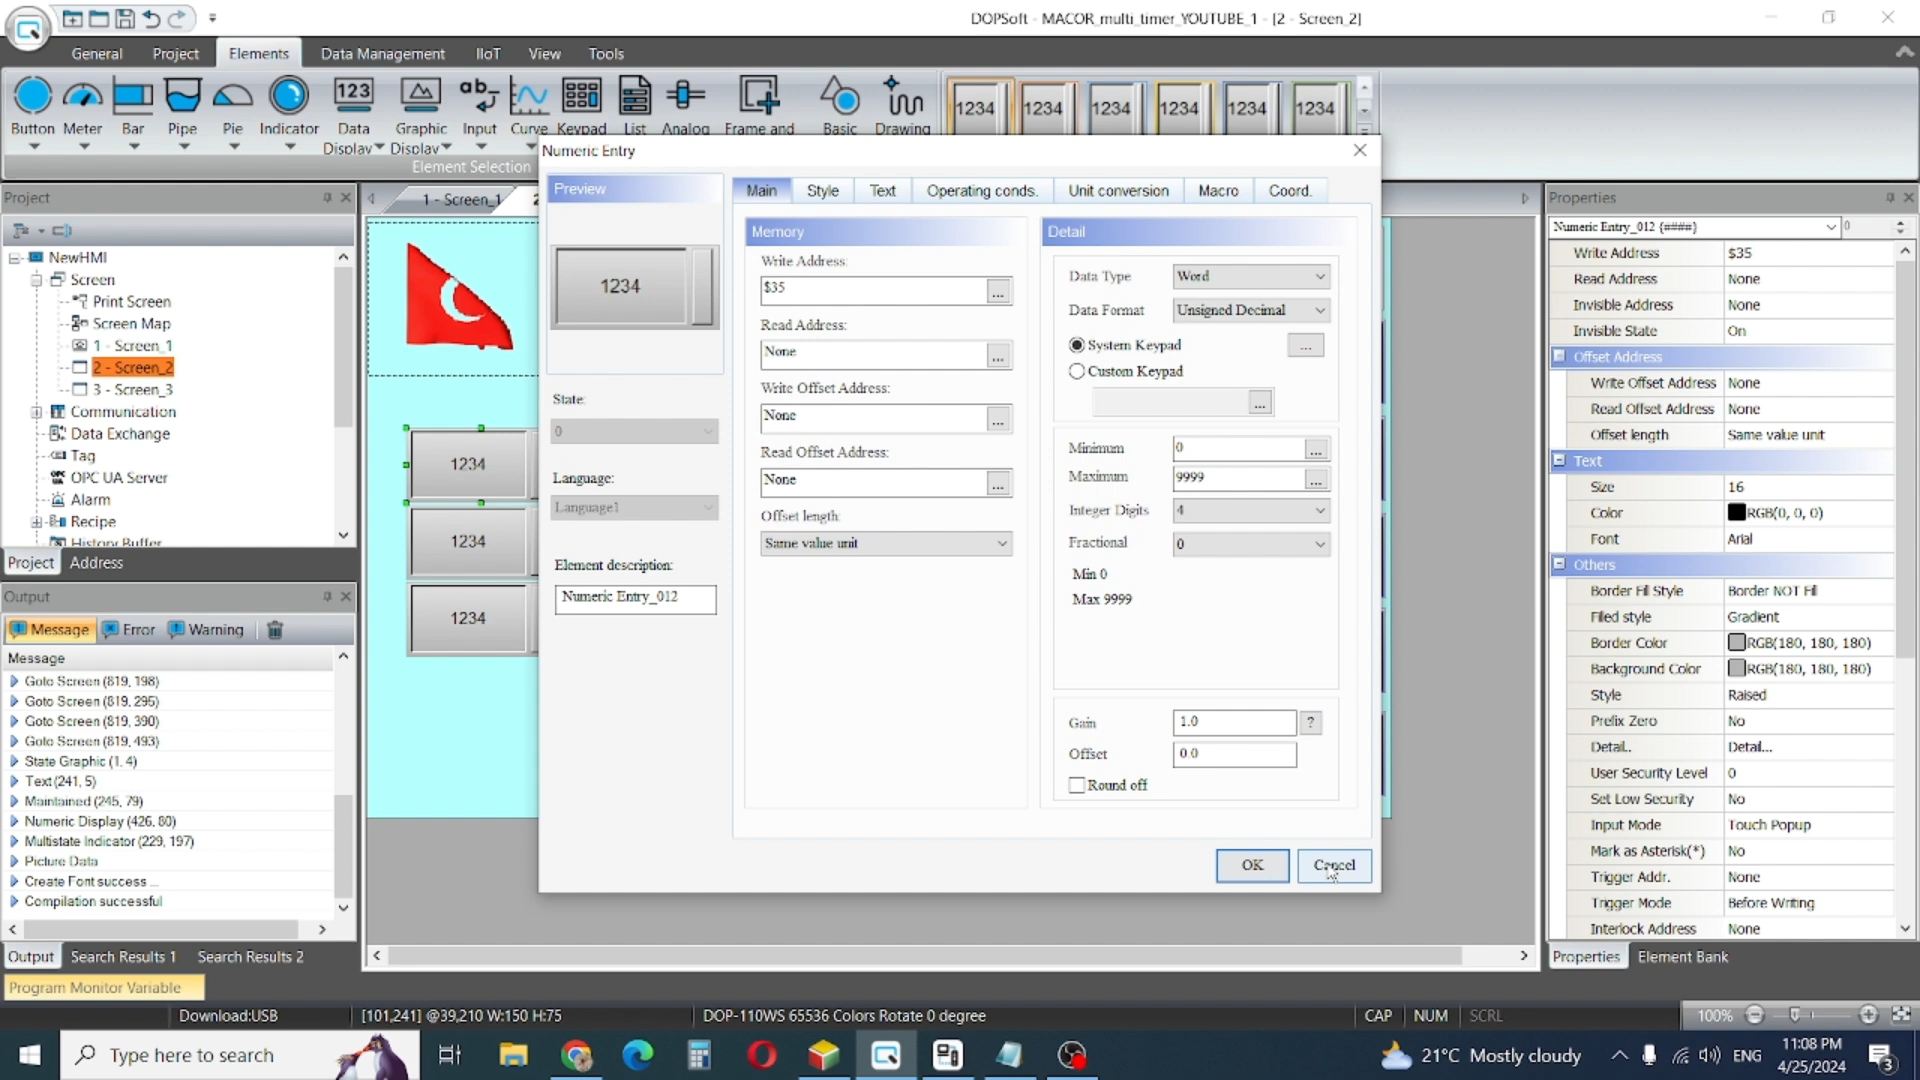 DOPSoft - MACOR_multi_timer_YOUTUBE_1 - [2 - Screen_2]
General Project Elements Data Management IIoT View Tools
Button Meter Bar Pipe Pie Indicator Data Display Graphic Display Input Curve Keypad List Analog Frame and Basic Drawing
1234 1234 1234 1234 1234 1234
Element Selection
Project
NewHMI
Screen
Print Screen
Screen Map
1 - Screen_1
2 - Screen_2
3 - Screen_3
Communication
Data Exchange
Tag
OPC UA Server
Alarm
Recipe
History Buffer
Project Address
Output
Message Error Warning
Message
Goto Screen (819, 198)
Goto Screen (819, 295)
Goto Screen (819, 390)
Goto Screen (819, 493)
State Graphic (1, 4)
Text (241, 5)
Maintained (245, 79)
Numeric Display (426, 80)
Multistate Indicator (229, 197)
Picture Data
Create Font success ...
Compilation successful
Output Search Results 1 Search Results 2
Program Monitor Variable
1 - Screen_1 2
1234
1234
1234
Numeric Entry
Preview
1234
State:
0
Language:
Language1
Element description:
Numeric Entry_012
Main Style Text Operating conds. Unit conversion Macro Coord.
Memory
Write Address:
$35 ...
Read Address:
None ...
Write Offset Address:
None ...
Read Offset Address:
None ...
Offset length:
Same value unit
Detail
Data Type Word
Data Format Unsigned Decimal
System Keypad ...
Custom Keypad
...
Minimum 0 ...
Maximum 9999 ...
Integer Digits 4
Fractional 0
Min 0
Max 9999
Gain 1.0 ?
Offset 0.0
Round off
OK Cancel
Properties
Numeric Entry_012 {####} 0
Write Address $35
Read Address None
Invisible Address None
Invisible State On
Offset Address
Write Offset Address None
Read Offset Address None
Offset length Same value unit
Text
Size 16
Color RGB(0, 0, 0)
Font Arial
Others
Border Fill Style Border NOT Fill
Filled style Gradient
Border Color RGB(180, 180, 180)
Background Color RGB(180, 180, 180)
Style Raised
Prefix Zero No
Detail.. Detail...
User Security Level 0
Set Low Security No
Input Mode Touch Popup
Mark as Asterisk(*) No
Trigger Addr. None
Trigger Mode Before Writing
Interlock Address None
Properties Element Bank
Download:USB [101,241] @39,210 W:150 H:75 DOP-110WS 65536 Colors Rotate 0 degree CAP NUM SCRL 100%
Type here to search
21°C Mostly cloudy ENG
11:08 PM
4/25/2024
3